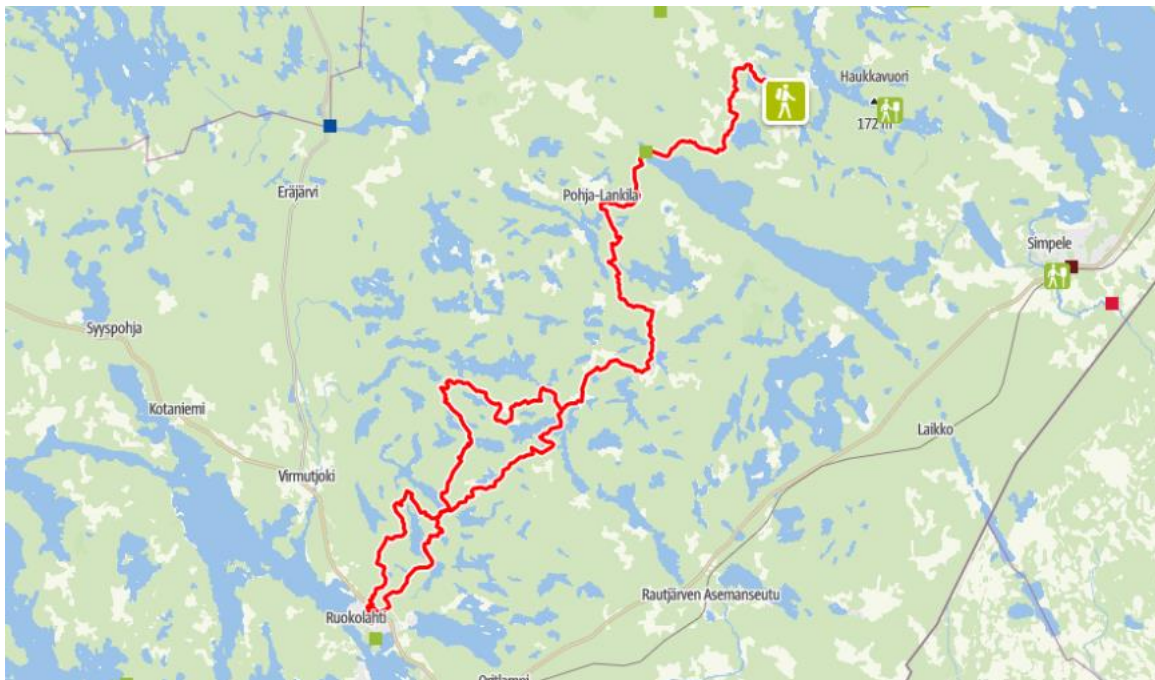 Haukkavuori
172 m
Eräjärvi
Pohja-Lankila
Simpele
Syyspohja
Kotaniemi
Laikko
Virmutjoki
Rautjärven Asemanseutu
Ruokolahti